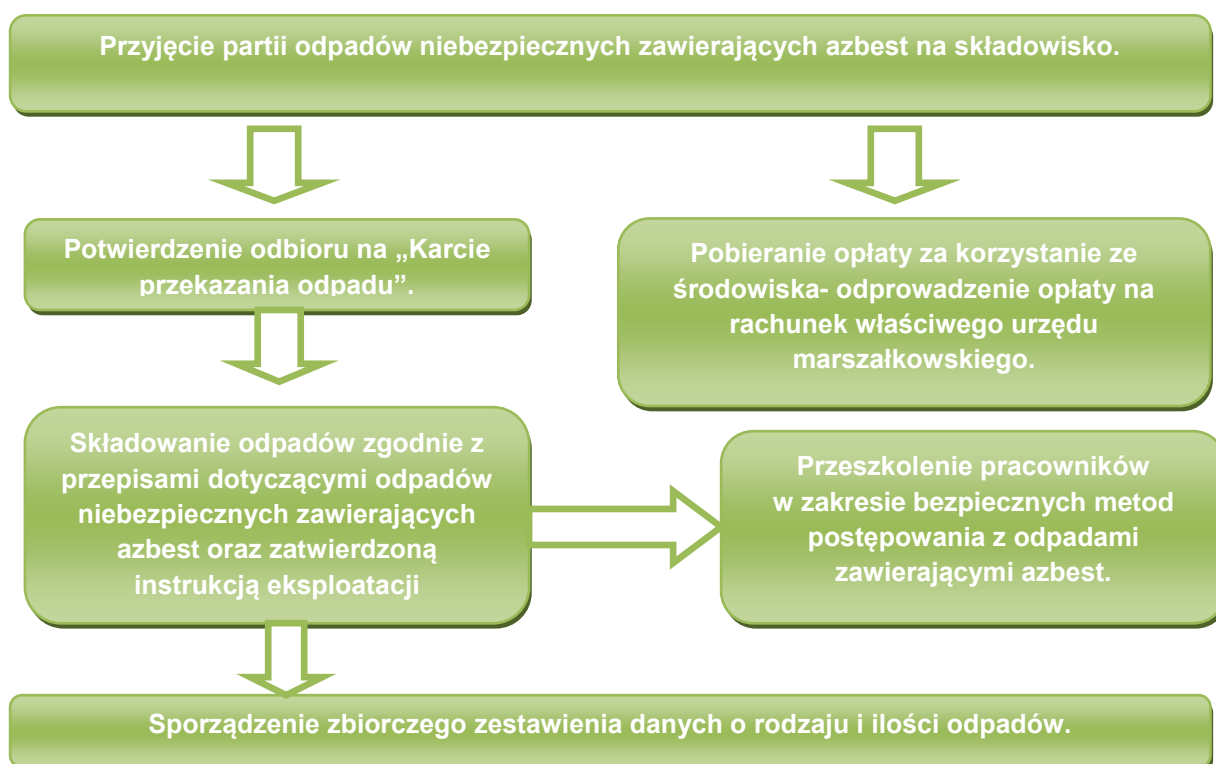 Przyjęcie partii odpadów niebezpiecznych zawierających azbest na składowisko.
Potwierdzenie odbioru na „Karcie
przekazania odpadu”.
Pobieranie opłaty za korzystanie ze
środowiska- odprowadzenie opłaty na
rachunek właściwego urzędu
marszałkowskiego.
Składowanie odpadów zgodnie z
przepisami dotyczącymi odpadów
niebezpiecznych zawierających
azbest oraz zatwierdzoną
instrukcją eksploatacji
Przeszkolenie pracowników
w zakresie bezpiecznych metod
postępowania z odpadami
zawierającymi azbest.
Sporządzenie zbiorczego zestawienia danych o rodzaju i ilości odpadów.